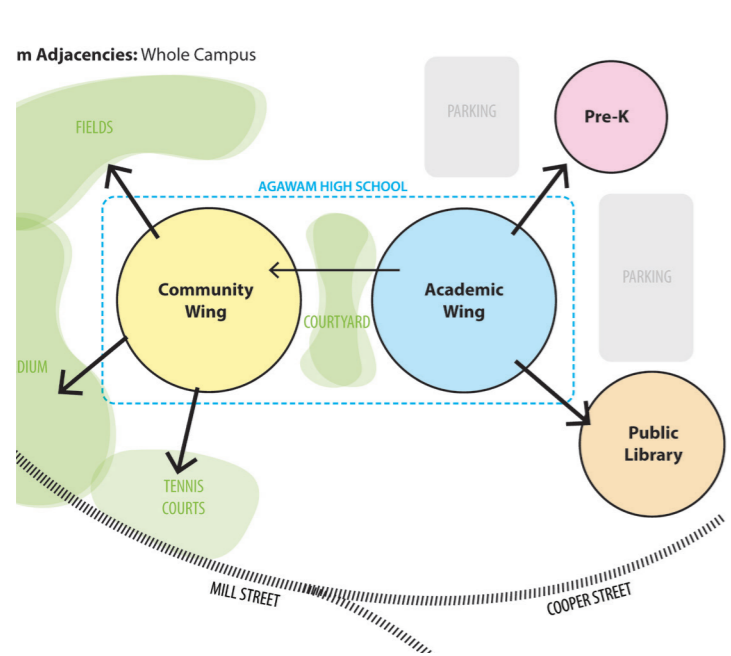 m Adjacencies: Whole Campus
PARKING
Pre-K
FIELDS
AGAWAM HIGH SCHOOL
Community
Wing
Academic
Wing
PARKING
COURTYARD
DIUM
Public
Library
TENNIS
COURTS
MILL STREET
COOPER STREET